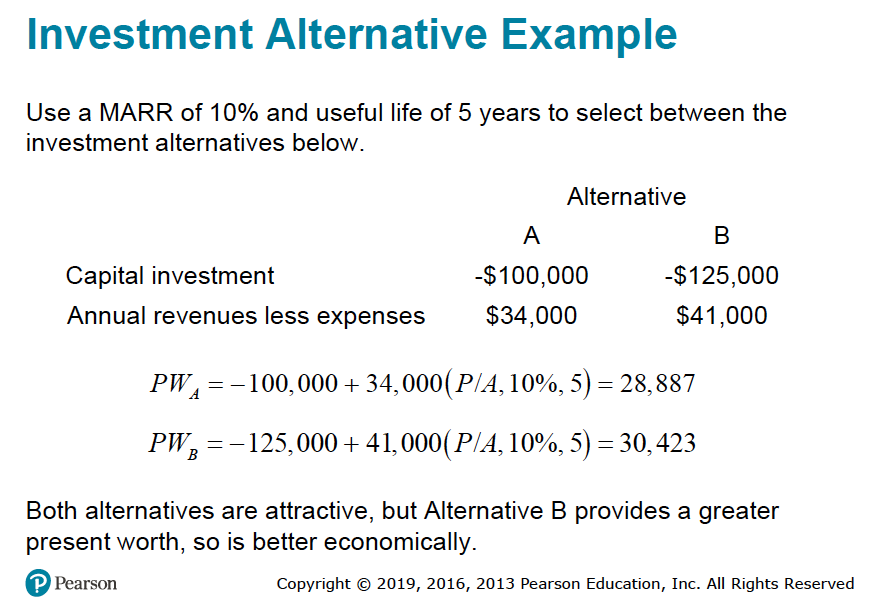 Investment Alternative Example
Use a MARR of 10% and useful life of 5 years to select between the
investment alternatives below.
Alternative
A B
Capital investment -$100,000 -$125,000
Annual revenues less expenses $34,000 $41,000
PW_A = −100,000 + 34,000(P/A, 10%, 5) = 28,887
PW_B = −125,000 + 41,000(P/A, 10%, 5) = 30,423
Both alternatives are attractive, but Alternative B provides a greater
present worth, so is better economically.
P Pearson Copyright © 2019, 2016, 2013 Pearson Education, Inc. All Rights Reserved